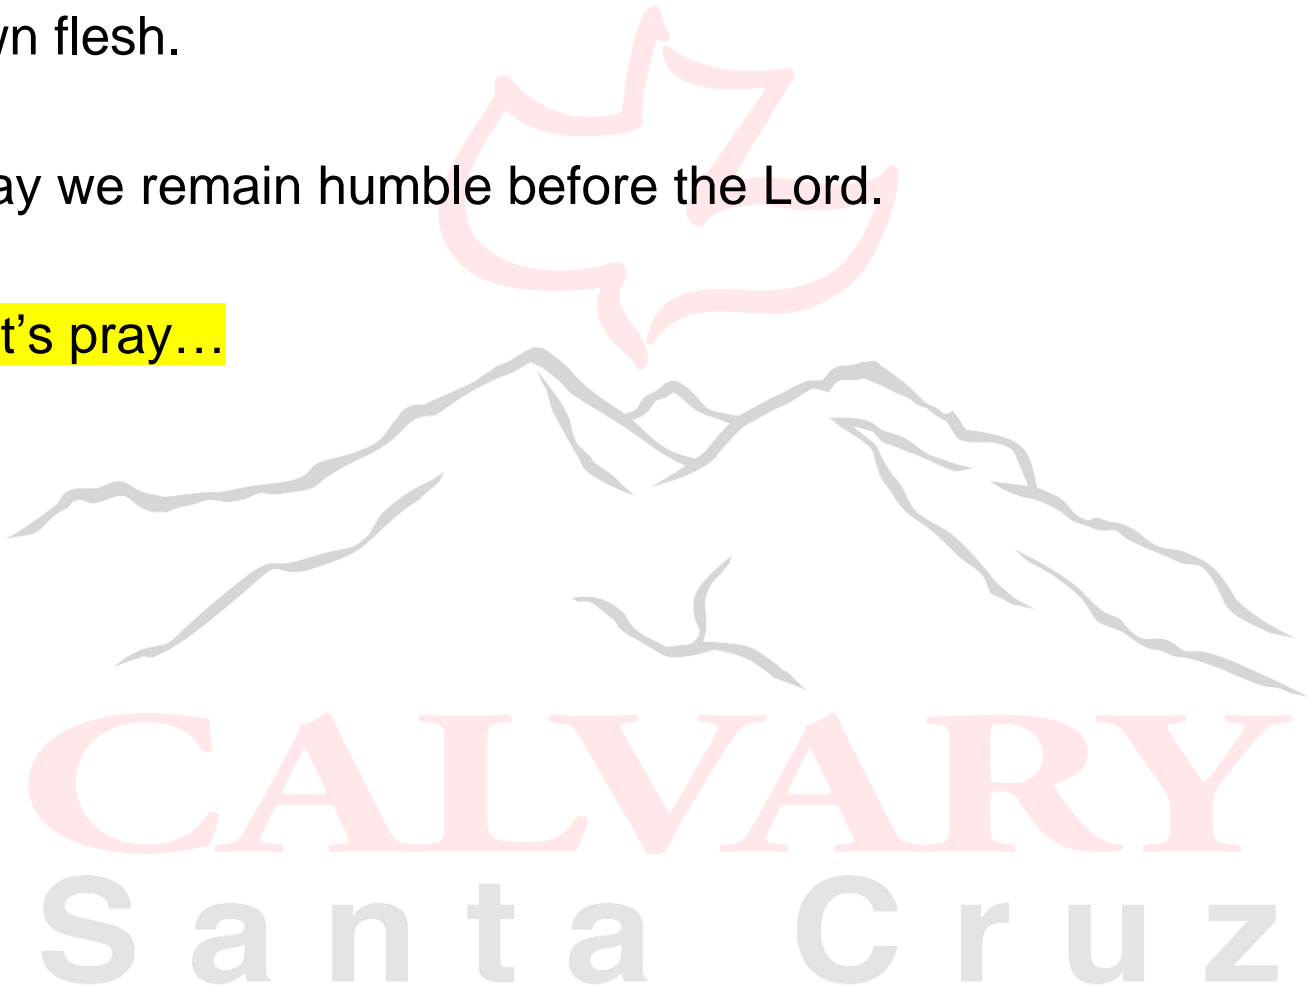 wn flesh.
ay we remain humble before the Lord.
t’s pray…
CALVARY
Santa Cruz